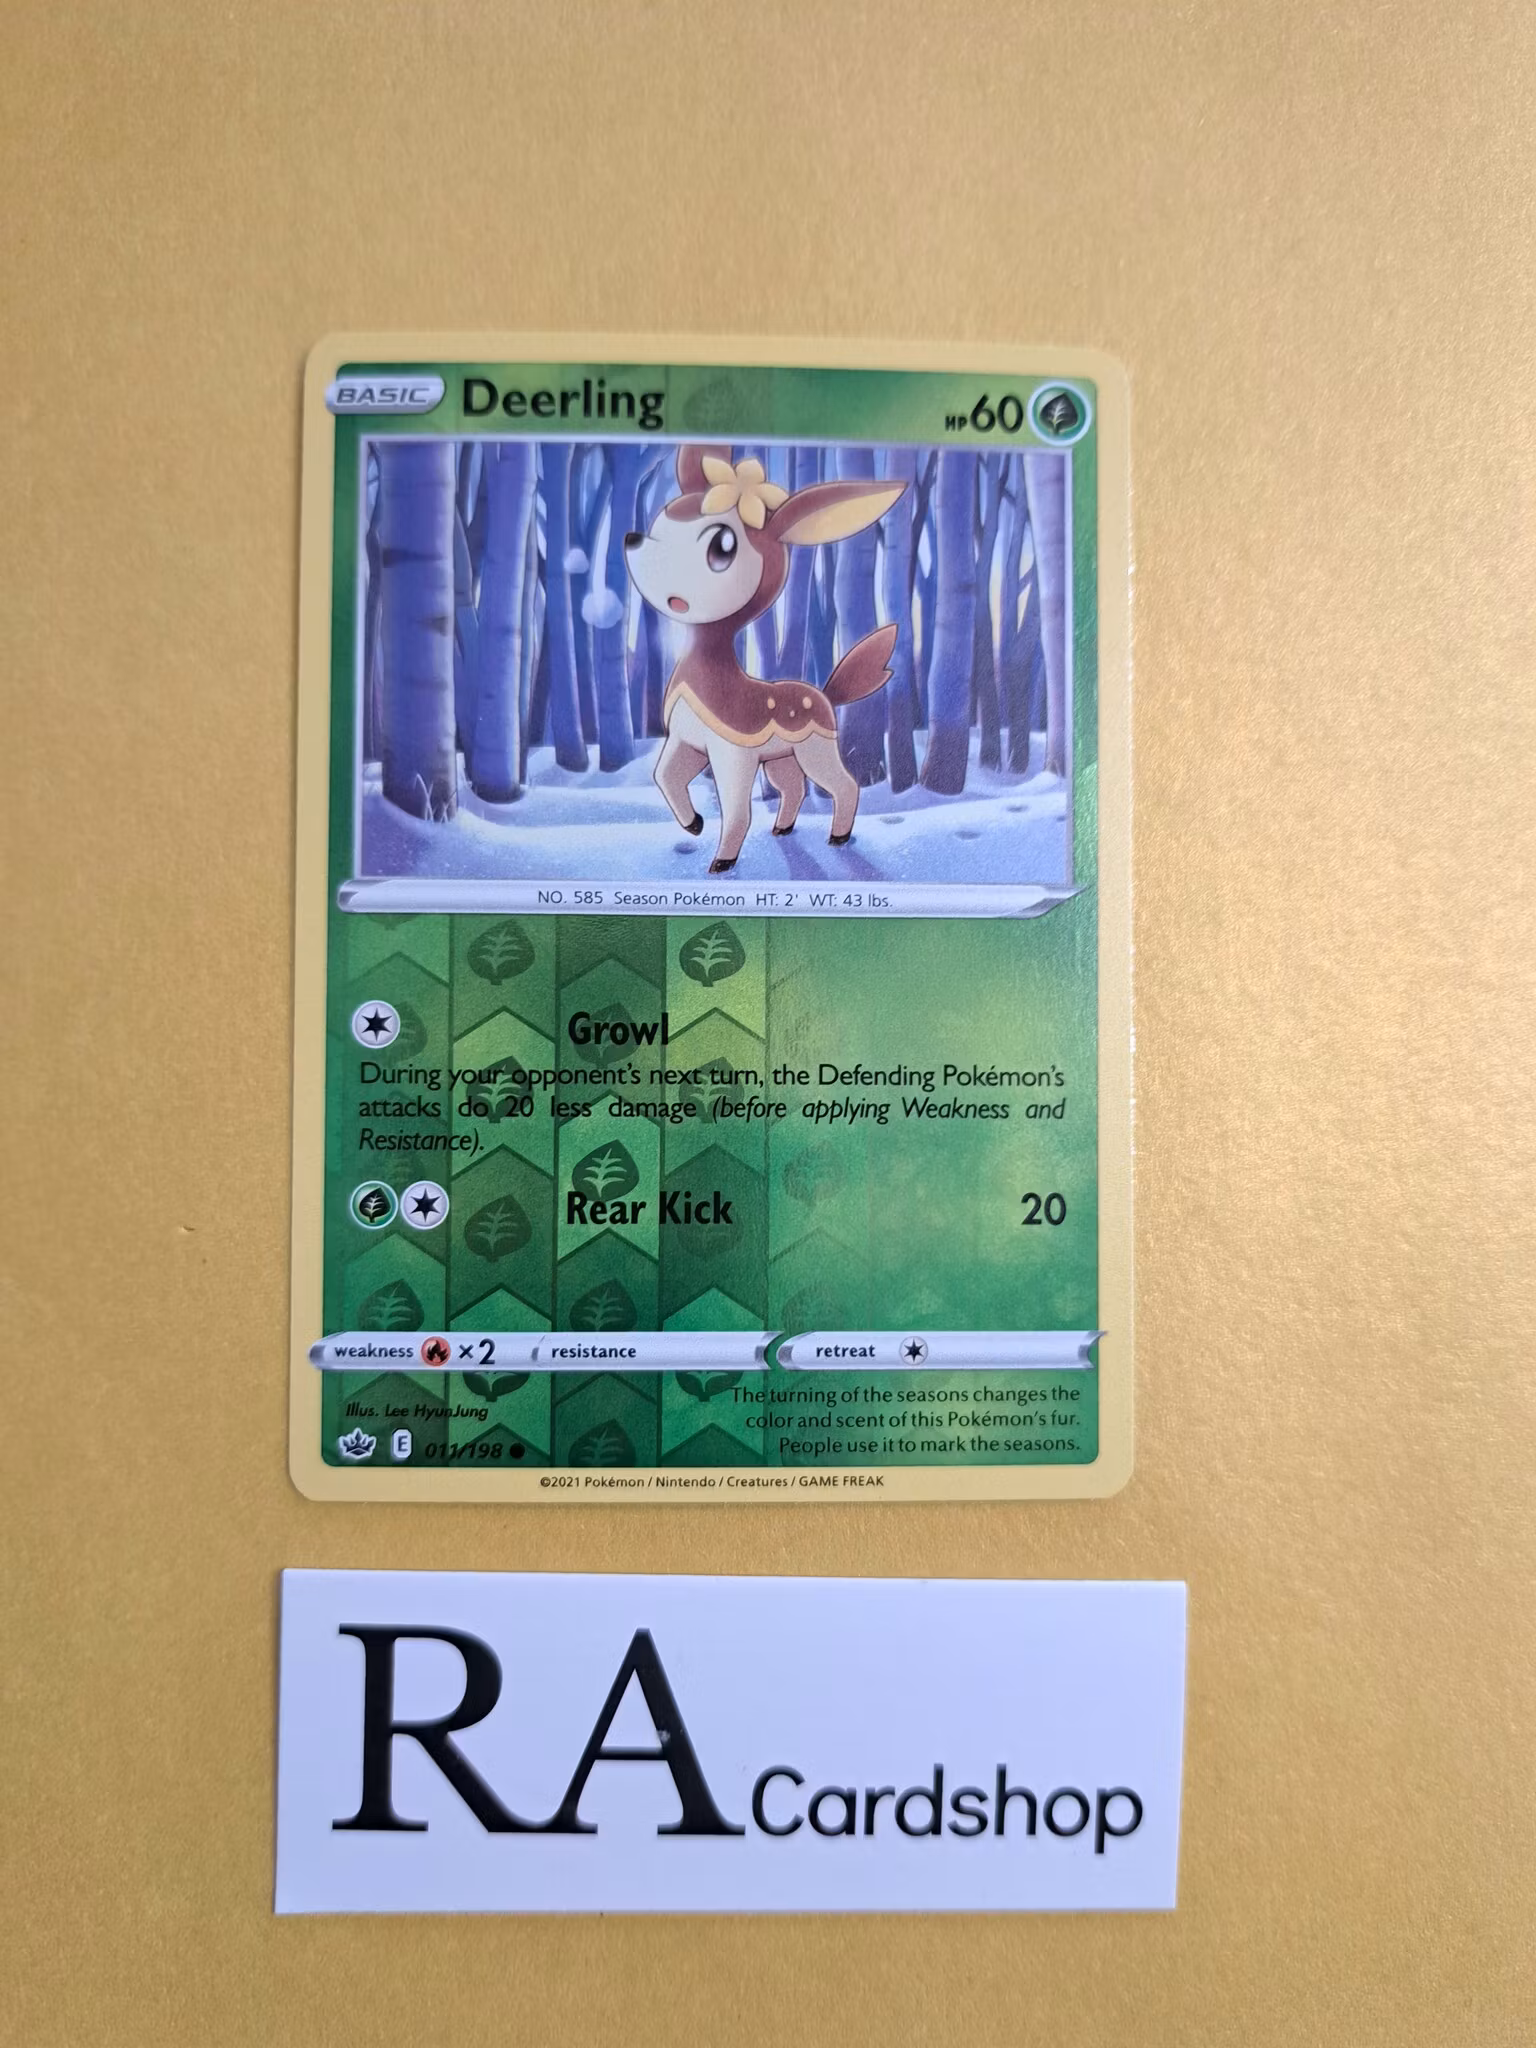 BASIC Deerling HP 60
NO. 585 Season Pokémon HT: 2' WT: 43 lbs.
Growl
During your opponent's next turn, the Defending Pokémon's
attacks do 20 less damage (before applying Weakness and
Resistance).
Rear Kick 20
weakness ×2 resistance retreat
The turning of the seasons changes the
color and scent of this Pokémon's fur.
People use it to mark the seasons.
Illus. Lee HyunJung
E 011/198
©2021 Pokémon / Nintendo / Creatures / GAME FREAK
RA Cardshop